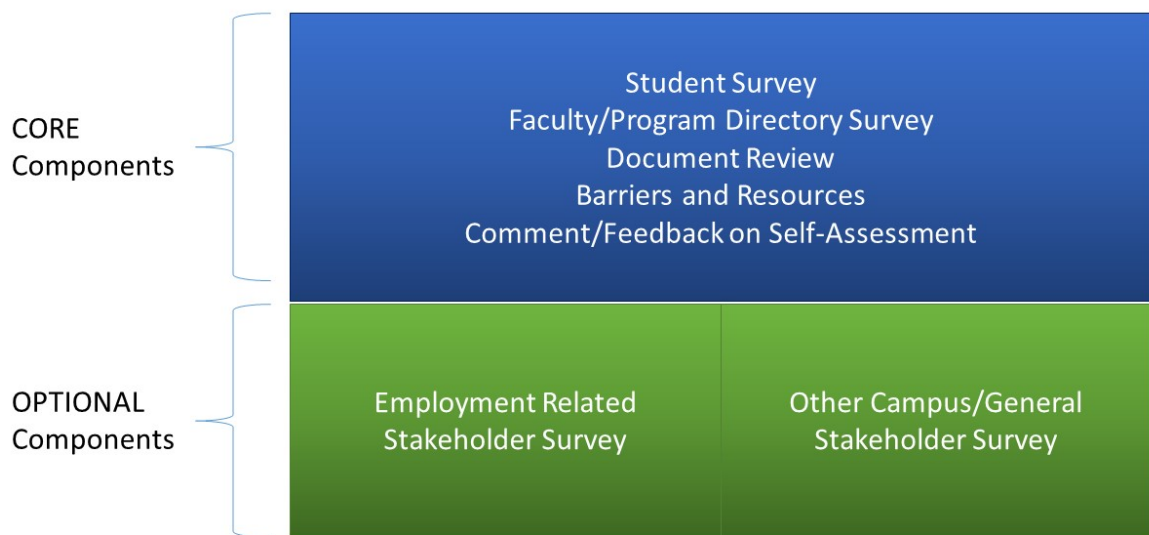 CORE
Components
Student Survey
Faculty/Program Directory Survey
Document Review
Barriers and Resources
Comment/Feedback on Self-Assessment
OPTIONAL
Components
Employment Related
Stakeholder Survey
Other Campus/General
Stakeholder Survey